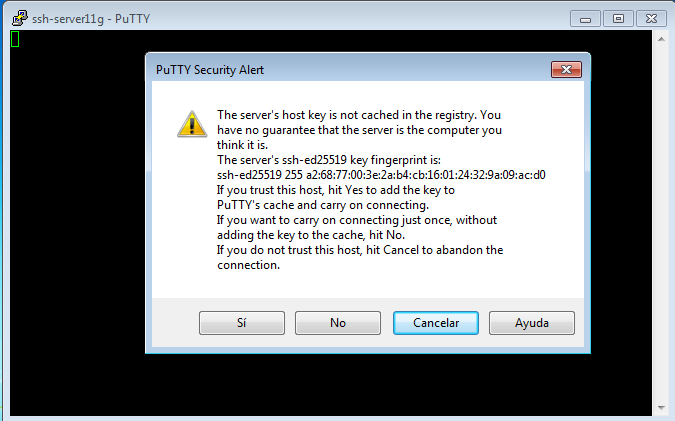 ssh-server11g - PuTTY
PuTTY Security Alert
The server's host key is not cached in the registry. You
have no guarantee that the server is the computer you
think it is.
The server's ssh-ed25519 key fingerprint is:
ssh-ed25519 255 a2:68:77:00:3e:2a:b4:cb:16:01:24:32:9a:09:ac:d0
If you trust this host, hit Yes to add the key to
PuTTY's cache and carry on connecting.
If you want to carry on connecting just once, without
adding the key to the cache, hit No.
If you do not trust this host, hit Cancel to abandon the
connection.
Sí
No
Cancelar
Ayuda